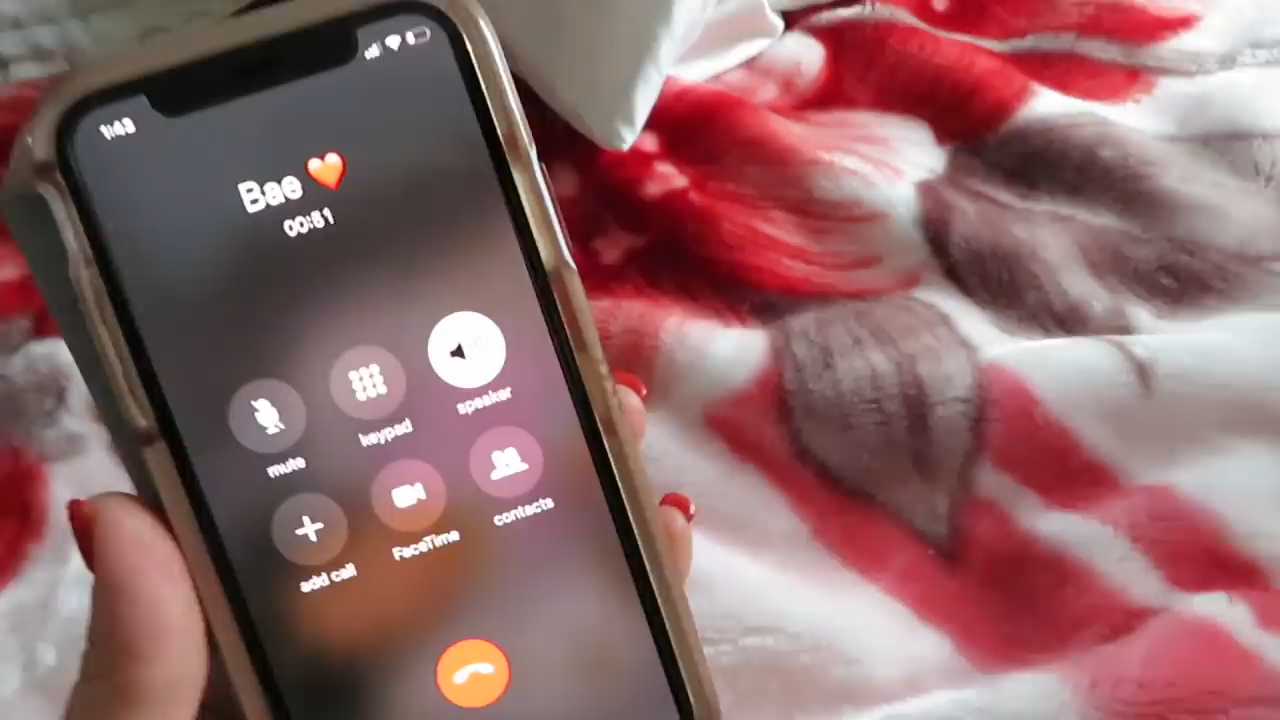 1:43
Bae ❤️
00:51
mute
keypad
speaker
add call
FaceTime
contacts